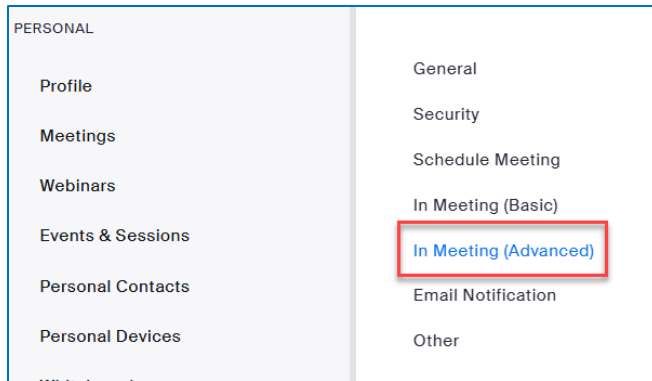 PERSONAL
Profile
Meetings
Webinars
Events & Sessions
Personal Contacts
Personal Devices
General
Security
Schedule Meeting
In Meeting (Basic)
In Meeting (Advanced)
Email Notification
Other